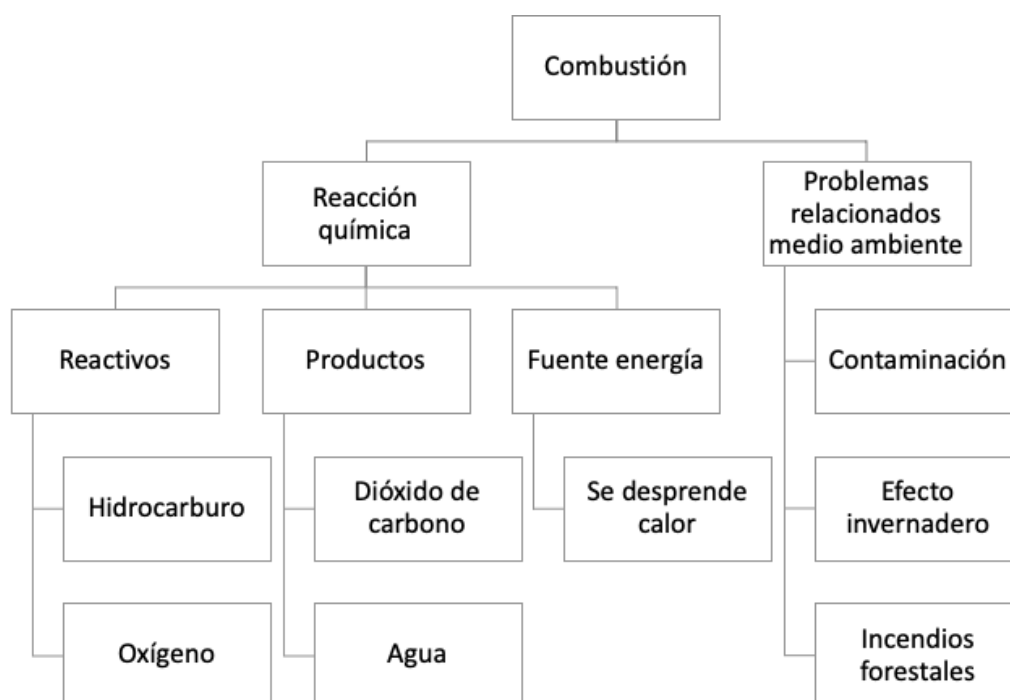 Combustión
Reacción
química
Problemas
relacionados
medio ambiente
Reactivos
Productos
Fuente energía
Contaminación
Hidrocarburo
Dióxido de
carbono
Se desprende
calor
Efecto
invernadero
Oxígeno
Agua
Incendios
forestales